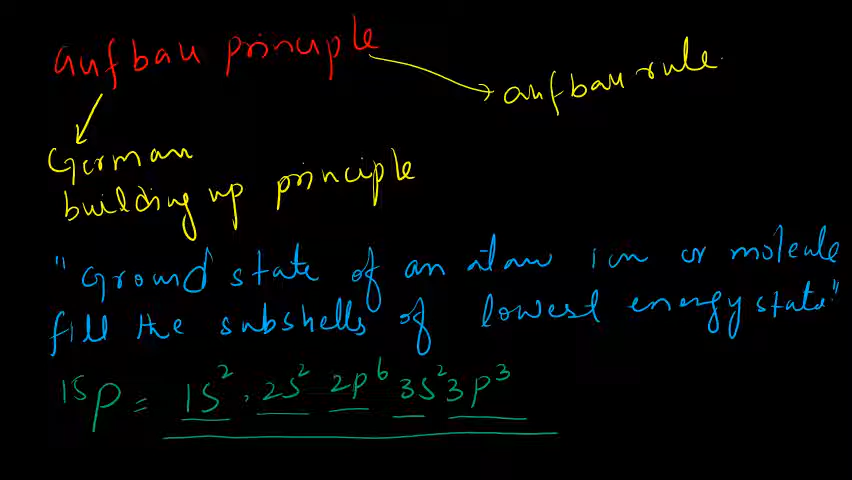 aufbau principle
aufbau rule
German
building up principle
"Ground state of an atom ion or molecule
fill the subshells of lowest energy state"
15P = 1S², 2S² 2P⁶ 3S² 3P³